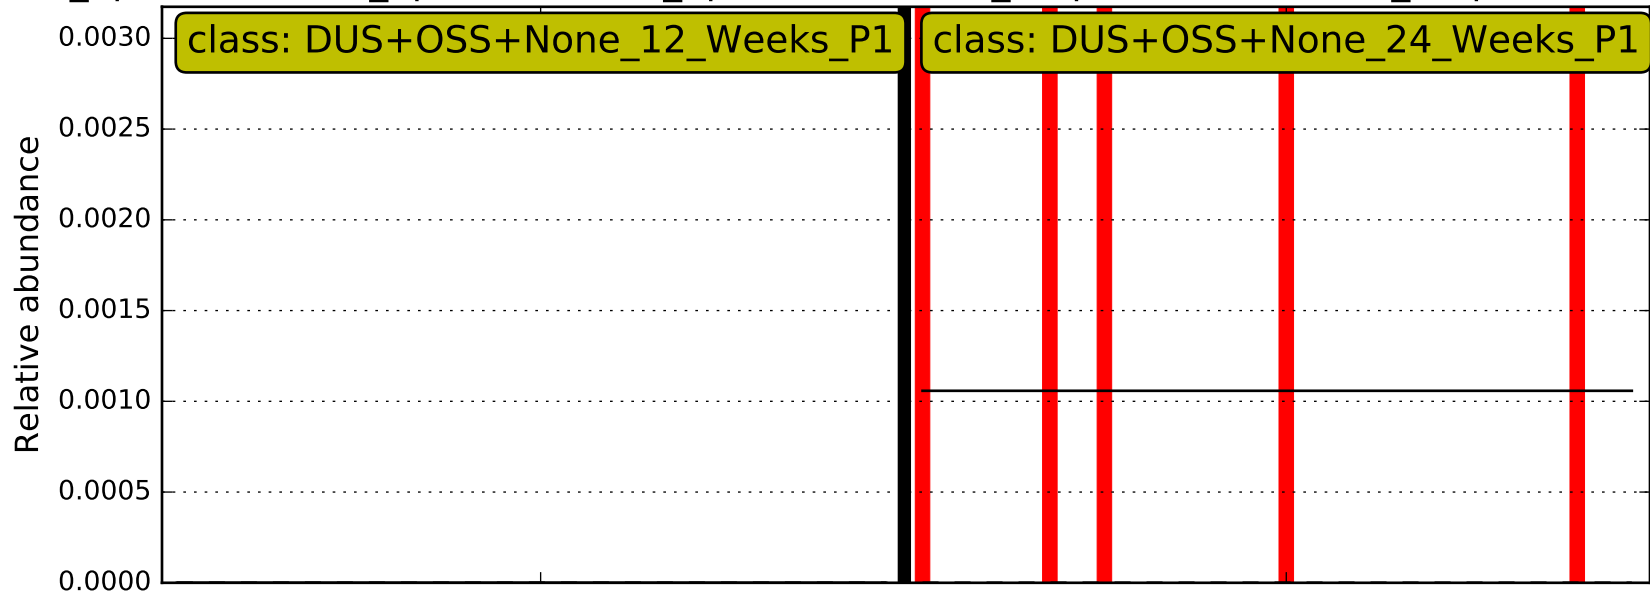 class: DUS+OSS+None_12_Weeks_P1
class: DUS+OSS+None_24_Weeks_P1
Relative abundance
0.0030
0.0025
0.0020
0.0015
0.0010
0.0005
0.0000